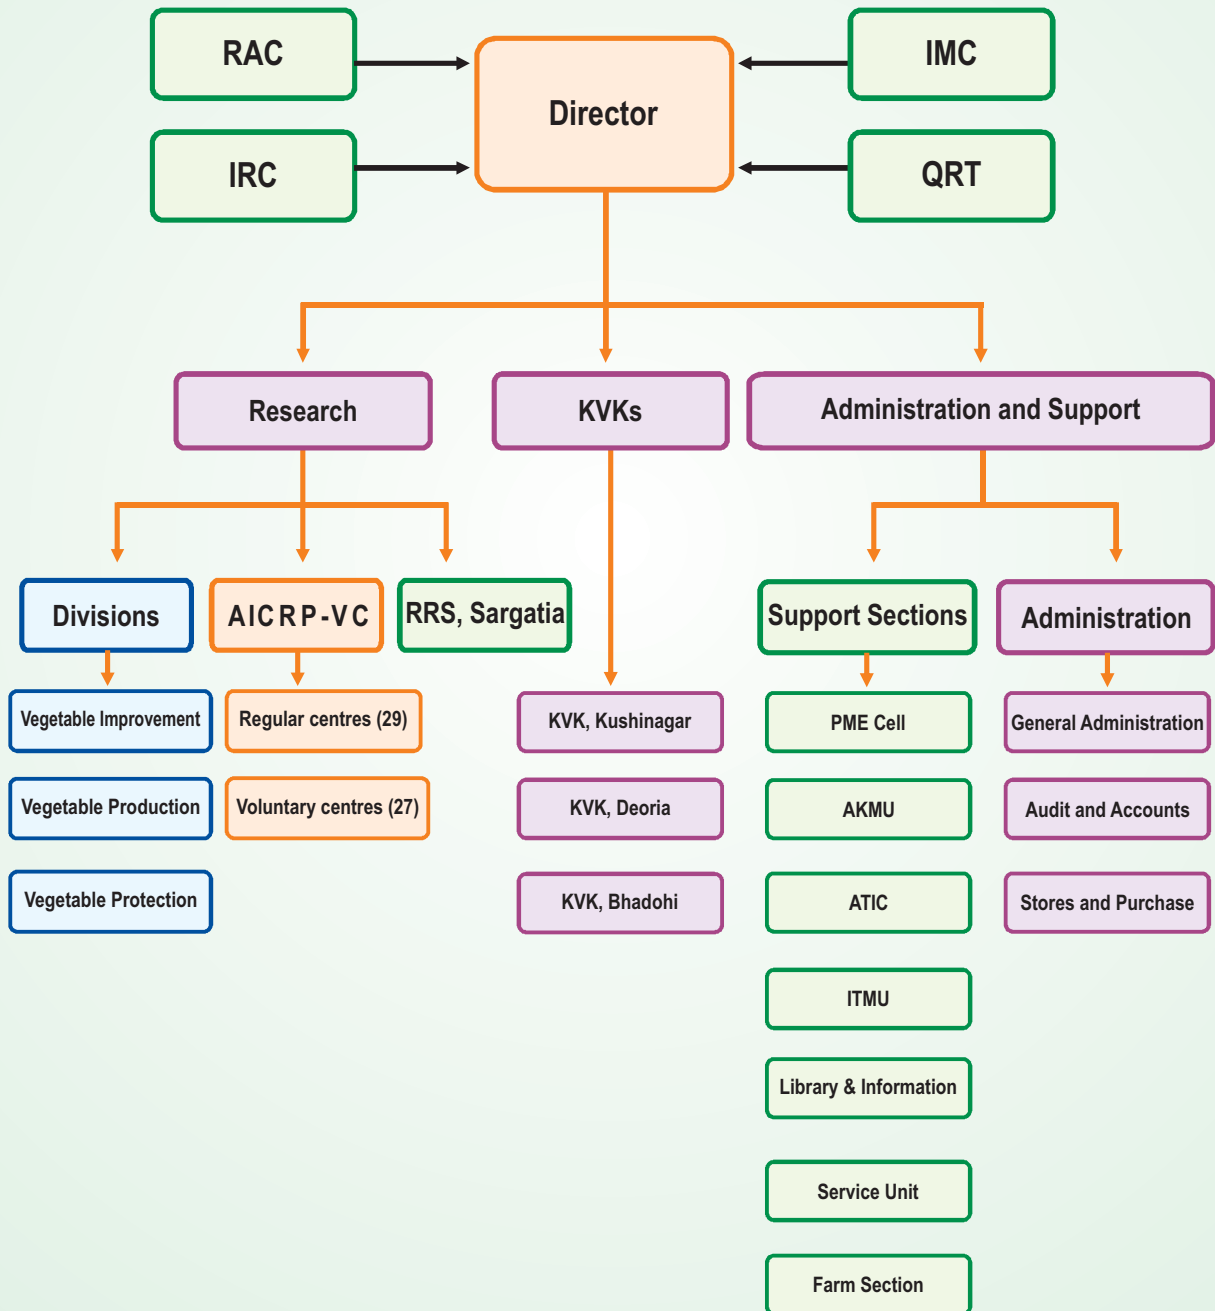 RAC
IMC
Director
IRC
QRT
Research
KVKs
Administration and Support
Divisions
AICRP-VC
RRS, Sargatia
Support Sections
Administration
Vegetable Improvement
Regular centres (29)
KVK, Kushinagar
PME Cell
General Administration
Vegetable Production
Voluntary centres (27)
KVK, Deoria
AKMU
Audit and Accounts
Vegetable Protection
KVK, Bhadohi
ATIC
Stores and Purchase
ITMU
Library & Information
Service Unit
Farm Section